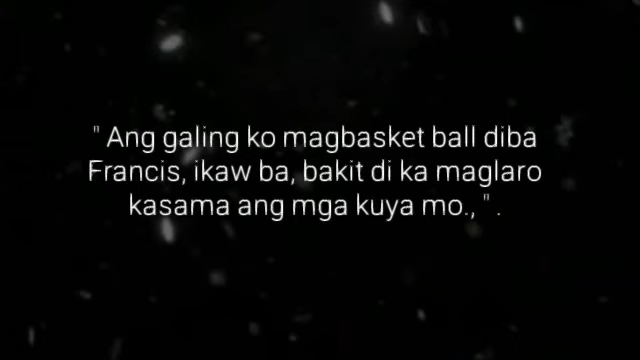 " Ang galing ko magbasket ball diba
Francis, ikaw ba, bakit di ka maglaro
kasama ang mga kuya mo., " .